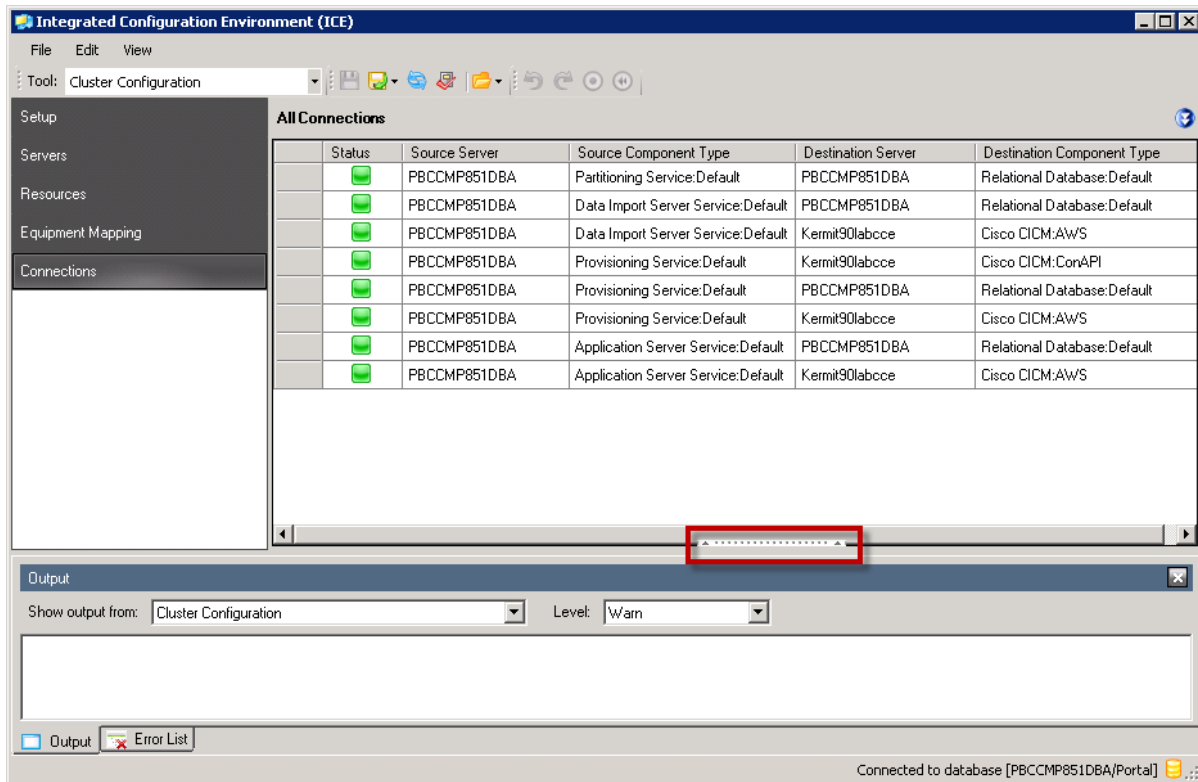 Integrated Configuration Environment (ICE)
File Edit View
Tool: Cluster Configuration
Setup
Servers
Resources
Equipment Mapping
Connections
All Connections
Status Source Server Source Component Type Destination Server Destination Component Type
PBCCMP851DBA Partitioning Service:Default PBCCMP851DBA Relational Database:Default
PBCCMP851DBA Data Import Server Service:Default PBCCMP851DBA Relational Database:Default
PBCCMP851DBA Data Import Server Service:Default Kermit90labcce Cisco CICM:AWS
PBCCMP851DBA Provisioning Service:Default Kermit90labcce Cisco CICM:ConAPI
PBCCMP851DBA Provisioning Service:Default PBCCMP851DBA Relational Database:Default
PBCCMP851DBA Provisioning Service:Default Kermit90labcce Cisco CICM:AWS
PBCCMP851DBA Application Server Service:Default PBCCMP851DBA Relational Database:Default
PBCCMP851DBA Application Server Service:Default Kermit90labcce Cisco CICM:AWS
Output
Show output from: Cluster Configuration Level: Warn
Output Error List
Connected to database [PBCCMP851DBA/Portal]